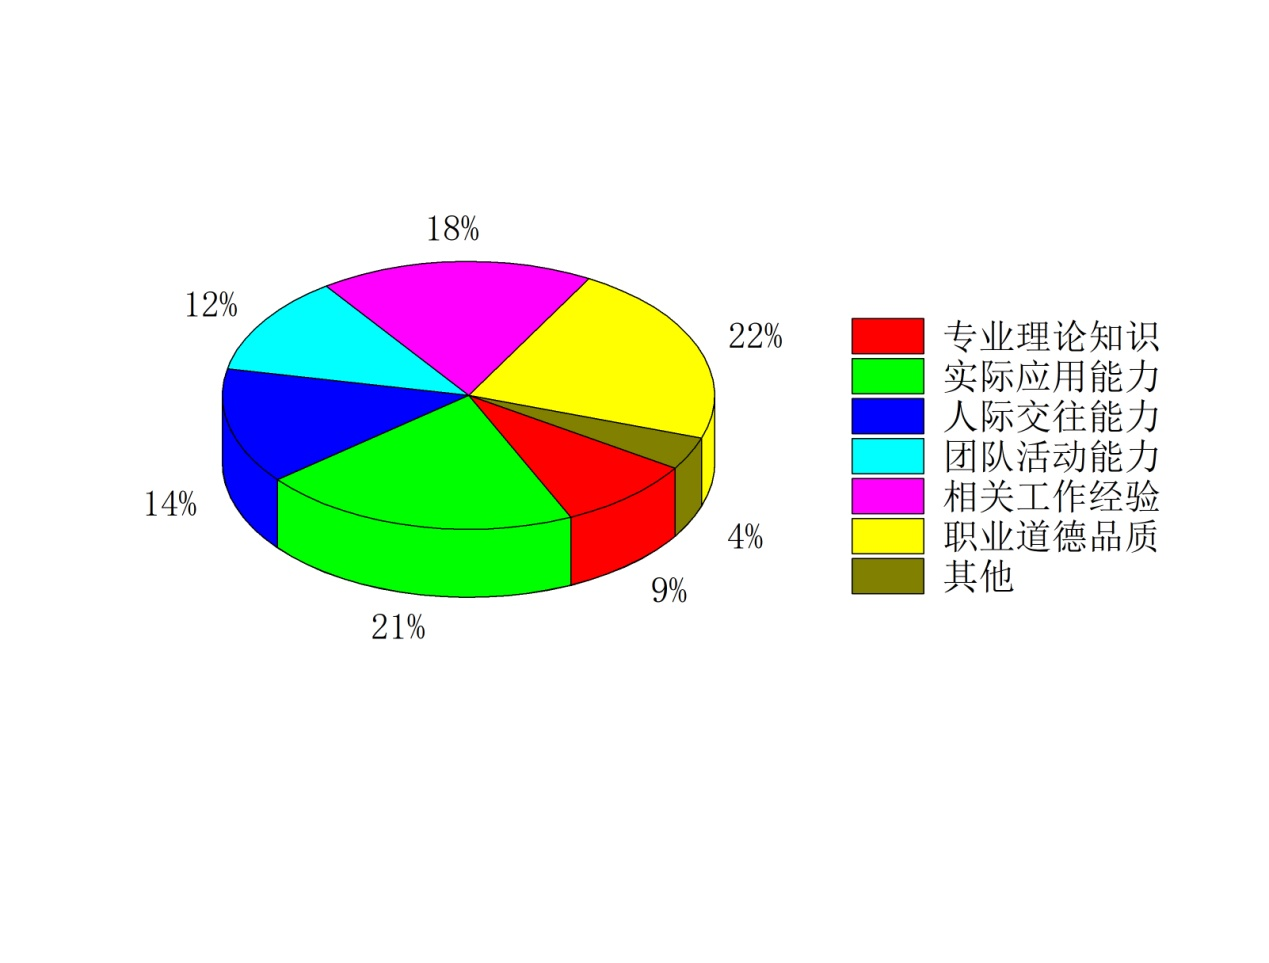 18%
12%
22%
14%
4%
9%
21%
专业理论知识
实际应用能力
人际交往能力
团队活动能力
相关工作经验
职业道德品质
其他